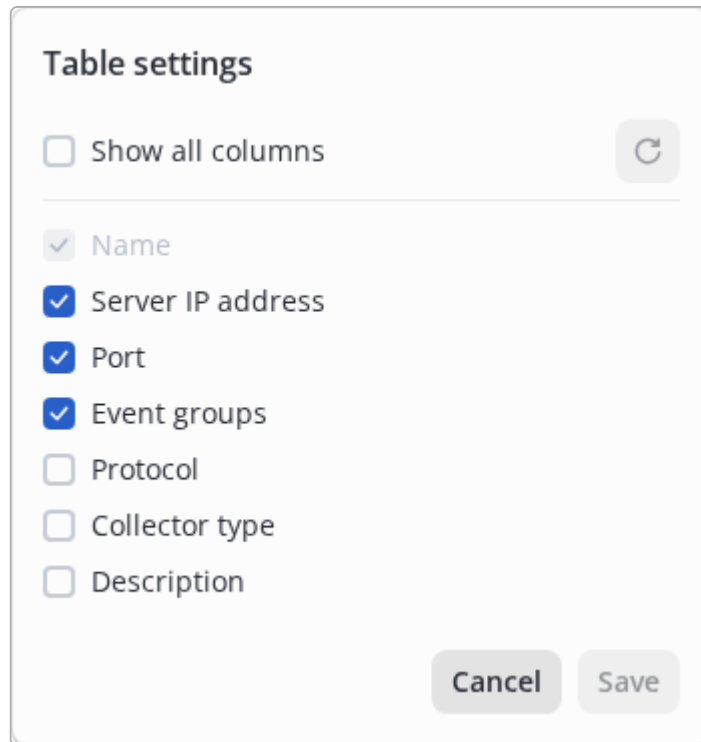 Table settings
Show all columns
Name
Server IP address
Port
Event groups
Protocol
Collector type
Description
Cancel Save